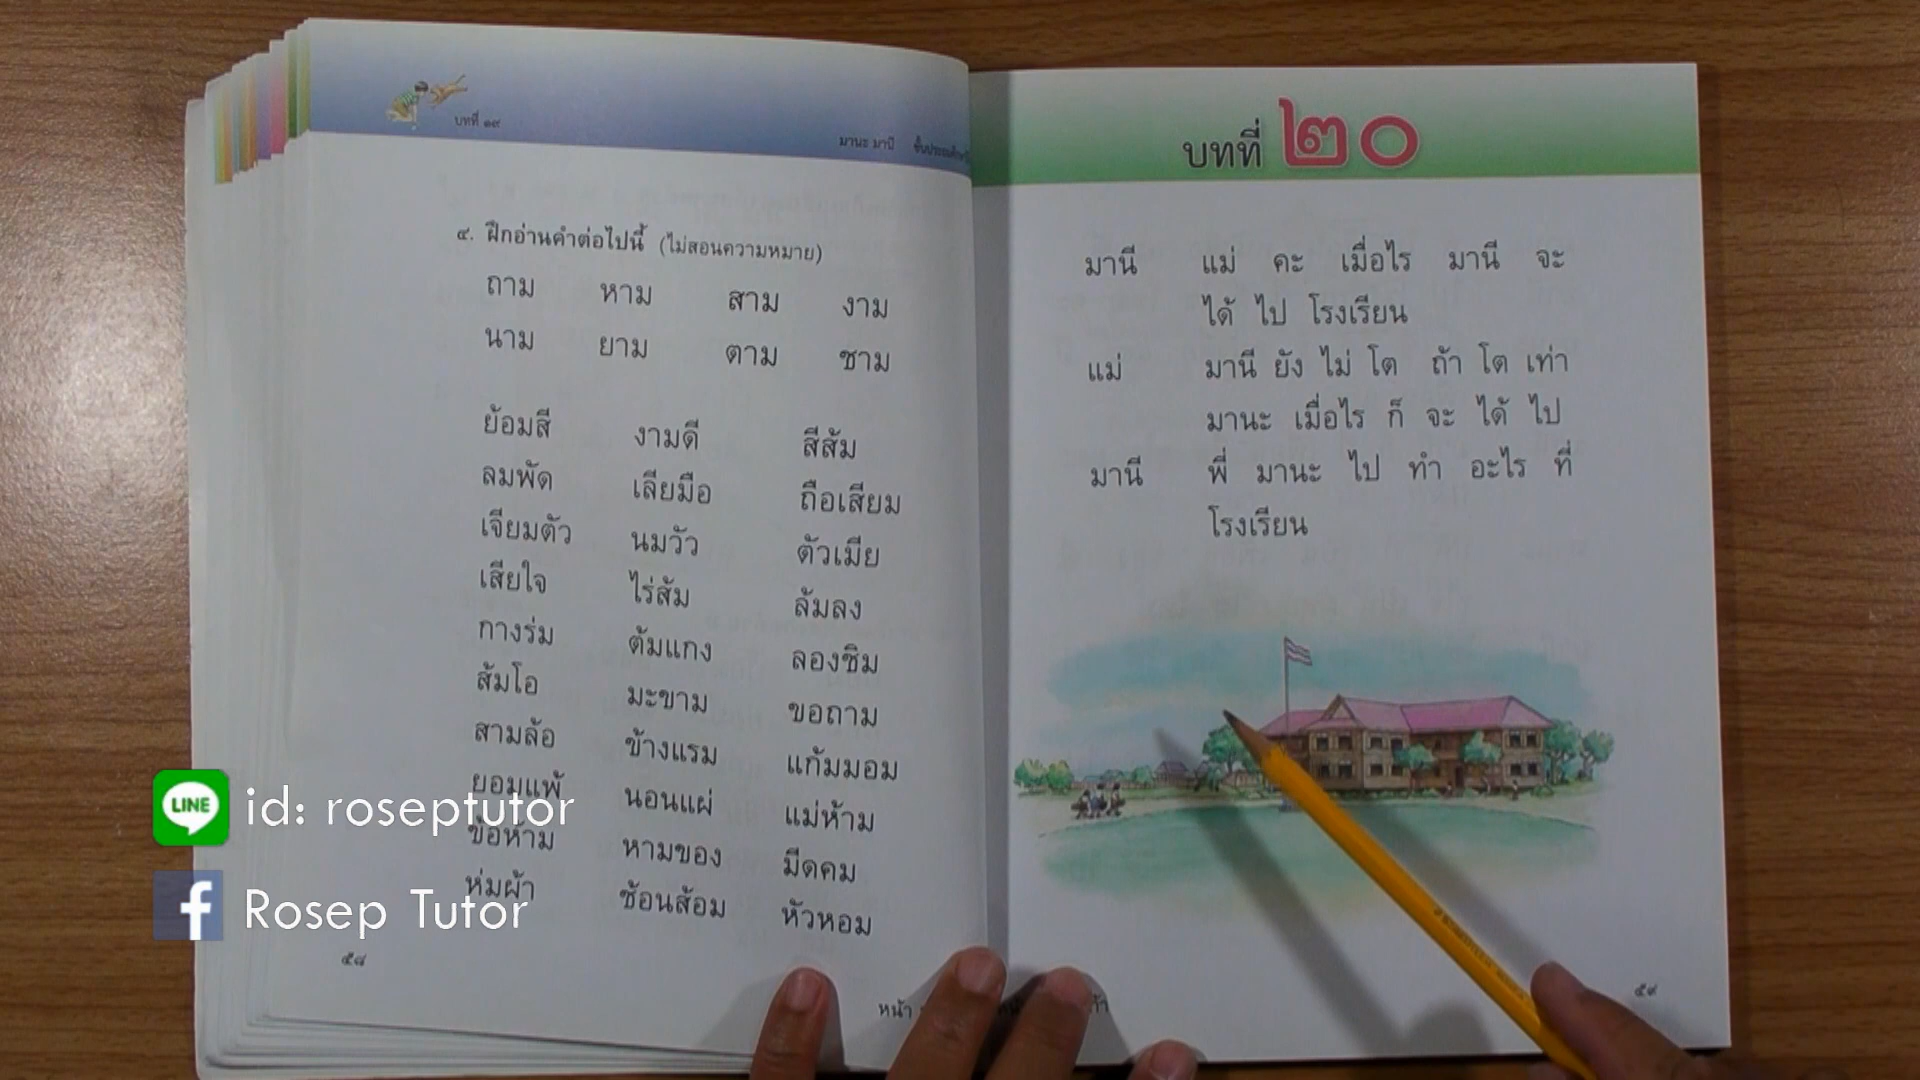 บทที่ ๑๙
มานะ มานี
๔. ฝึกอ่านคำต่อไปนี้ (ไม่สอนความหมาย)
ถาม หาม สาม งาม
นาม ยาม ตาม ชาม
ย้อมสี งามดี สีส้ม
ลมพัด เลียมือ ถือเสียม
เจียมตัว นมวัว ตัวเมีย
เสียใจ ไร่ส้ม ล้มลง
กางร่ม ต้มแกง ลองชิม
ส้มโอ มะขาม ขอถาม
สามล้อ ข้างแรม แก้มมอม
ยอมแพ้ นอนแผ่ แม่ห้าม
ข้อห้าม หามของ มีดคม
ห่มผ้า ช้อนส้อม หัวหอม
๕๘
บทที่ ๒๐
มานี แม่ คะ เมื่อไร มานี จะ
ได้ ไป โรงเรียน
แม่ มานี ยัง ไม่ โต ถ้า โต เท่า
มานะ เมื่อไร ก็ จะ ได้ ไป
มานี พี่ มานะ ไป ทำ อะไร ที่
โรงเรียน
๕๙
หน้า
LINE id: roseptutor
f Rosep Tutor